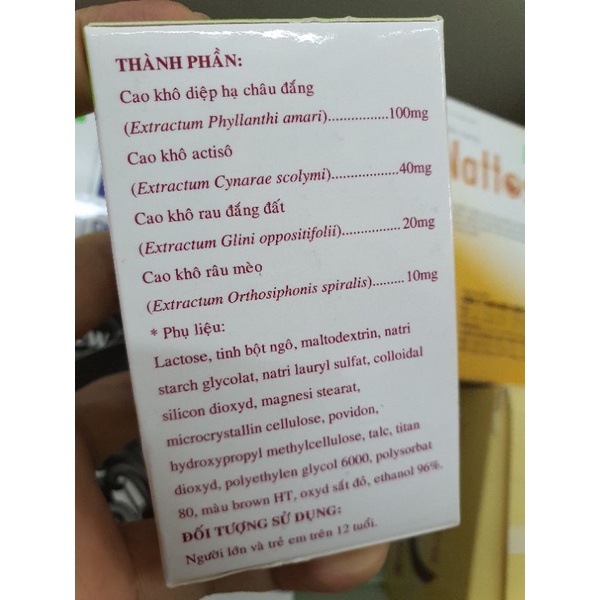 THÀNH PHẦN:
Cao khô diệp hạ châu đắng
(Extractum Phyllanthi amari)................100mg
Cao khô actisô
(Extractum Cynarae scolymi)..................40mg
Cao khô rau đắng đất
(Extractum Glini oppositifolii)................20mg
Cao khô râu mèo
(Extractum Orthosiphonis spiralis)........10mg
* Phụ liệu:
Lactose, tinh bột ngô, maltodextrin, natri
starch glycolat, natri lauryl sulfat, colloidal
silicon dioxyd, magnesi stearat,
microcrystallin cellulose, povidon,
hydroxypropyl methylcellulose, talc, titan
dioxyd, polyethylen glycol 6000, polysorbat
80, màu brown HT, oxyd sắt đỏ, ethanol 96%.
ĐỐI TƯỢNG SỬ DỤNG:
Người lớn và trẻ em trên 12 tuổi.
Natto